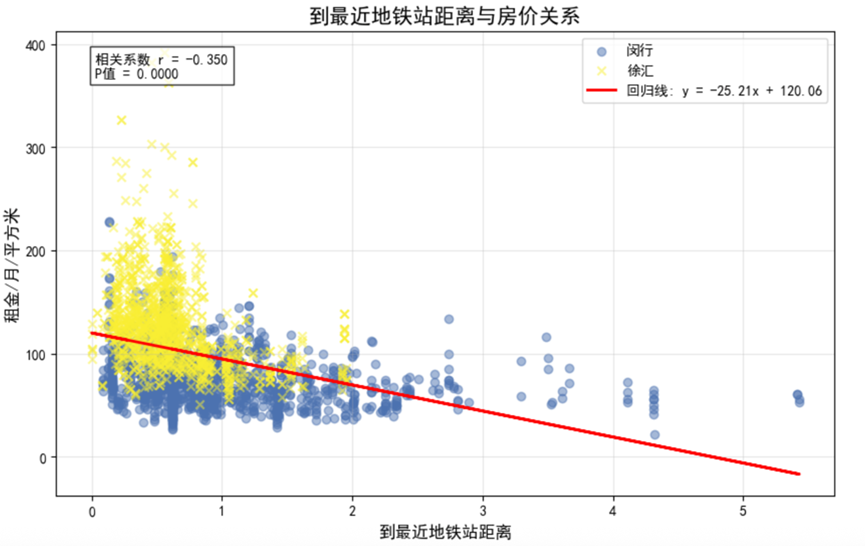 到最近地铁站距离与房价关系
相关系数 r = -0.350
P值 = 0.0000
闵行
徐汇
回归线: y = -25.21x + 120.06
租金/月/平方米
400
300
200
100
0
0 1 2 3 4 5
到最近地铁站距离